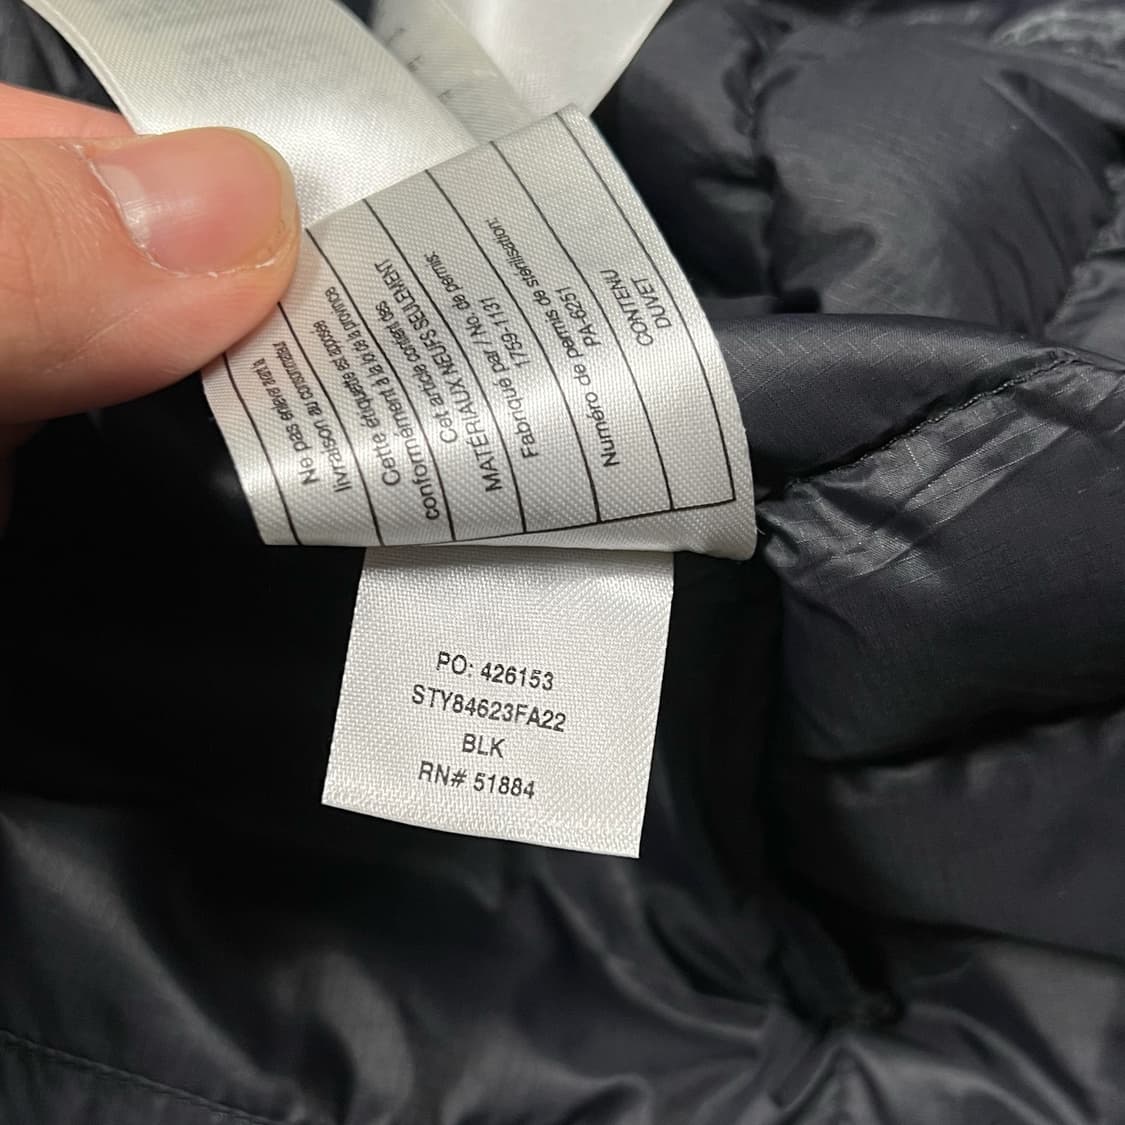 Ne pas enlever avant la
livraison au consommateur
Cette étiquette est apposée
conformément à la loi de la province
Cet article contient des
MATÉRIAUX NEUFS SEULEMENT
Fabriqué par / No. de permis:
1759-1131
Numéro de permis de stérilisation:
PA-6251
CONTENU
DUVET
PO: 426153
STY84623FA22
BLK
RN# 51884